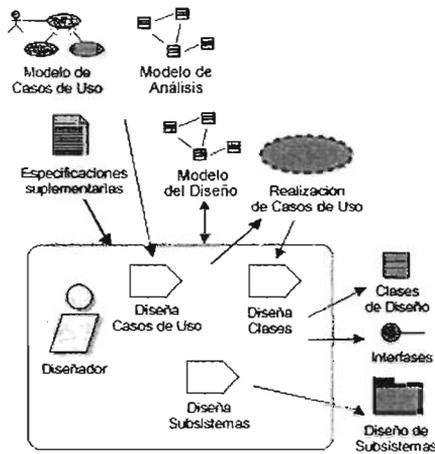 Modelo de
Casos de Uso
Modelo de
Análisis
Especificaciones
suplementarias
Modelo
del Diseño
Realización
de Casos de Uso
Diseñador
Diseña
Casos de Uso
Diseña
Clases
Diseña
Subsistemas
Clases
de Diseño
Interfases
Diseño de
Subsistemas